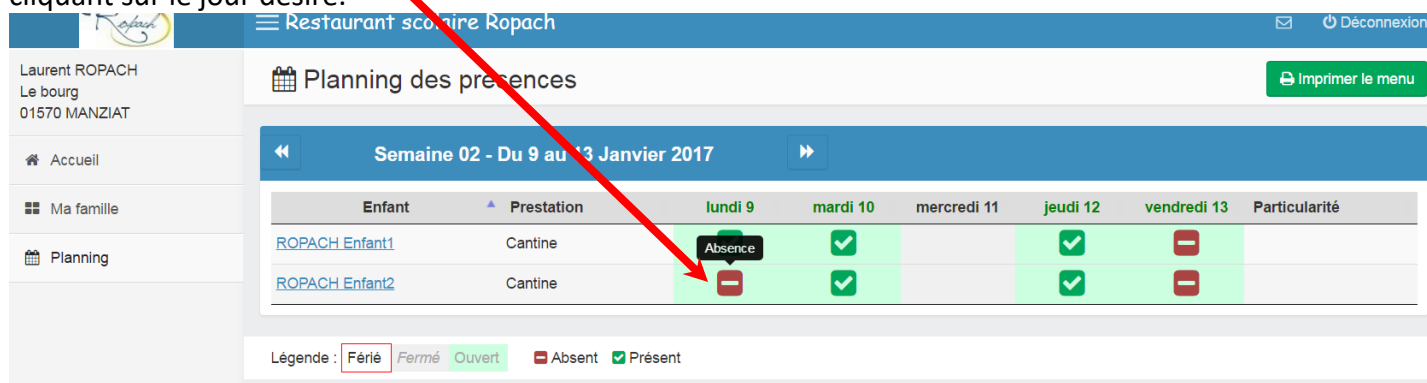 cliquant sur le jour désiré.
Ropach
Restaurant scolaire Ropach
Déconnexion
Laurent ROPACH
Le bourg
01570 MANZIAT
Planning des présences
Imprimer le menu
Accueil
Ma famille
Planning
Semaine 02 - Du 9 au 13 Janvier 2017
Enfant Prestation lundi 9 mardi 10 mercredi 11 jeudi 12 vendredi 13 Particularité
ROPACH Enfant1 Cantine
Absence
ROPACH Enfant2 Cantine
Légende : Férié Fermé Ouvert Absent Présent